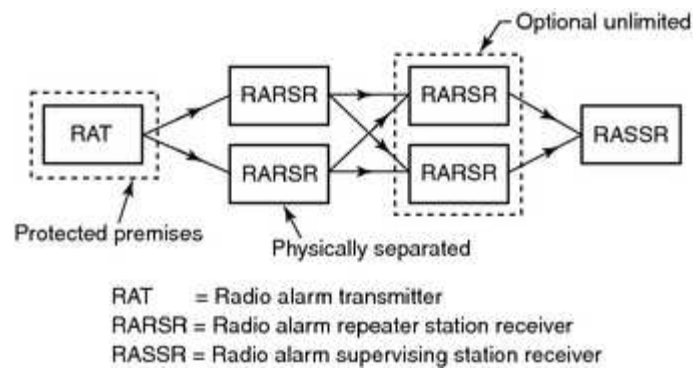 Optional unlimited
RAT
RARSR
RARSR
RARSR
RARSR
RASSR
Protected premises
Physically separated
RAT = Radio alarm transmitter
RARSR = Radio alarm repeater station receiver
RASSR = Radio alarm supervising station receiver